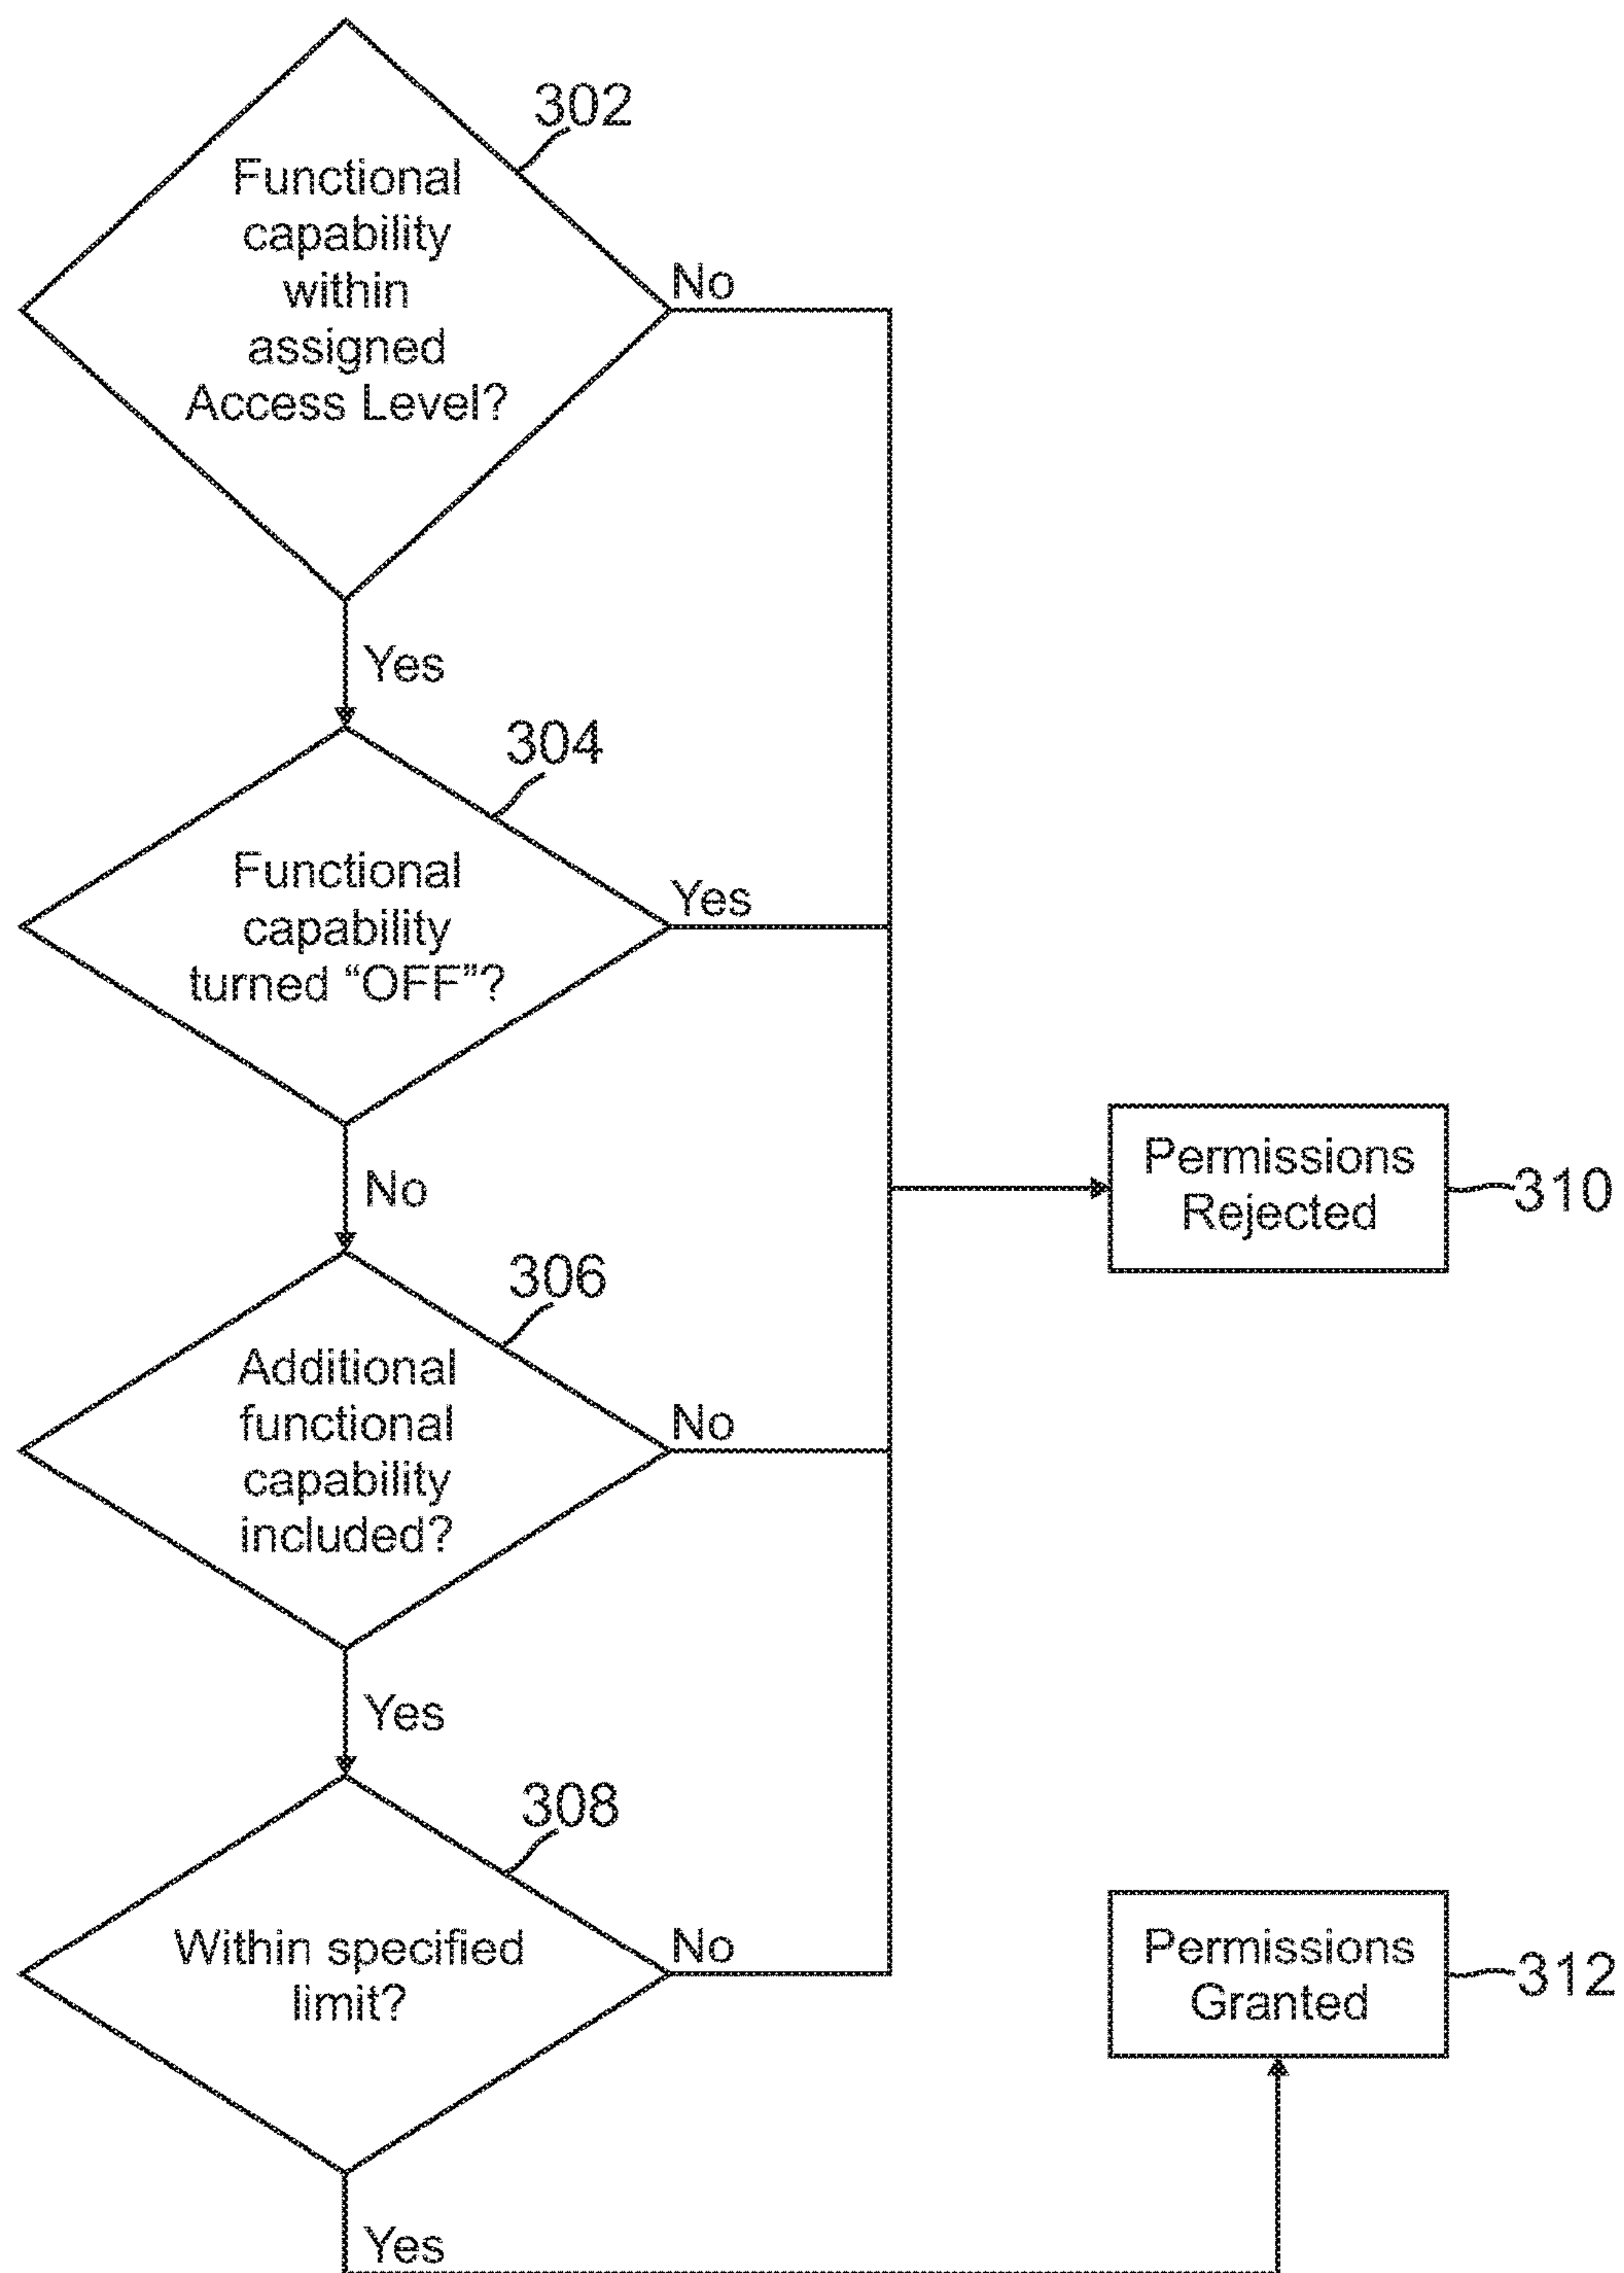 302
Functional
capability
within
assigned
Access Level?
No
Yes
304
Functional
capability
turned “OFF”?
Yes
No
Permissions
Rejected
310
306
Additional
functional
capability
included?
No
Yes
308
Within specified
limit?
No
Permissions
Granted
312
Yes